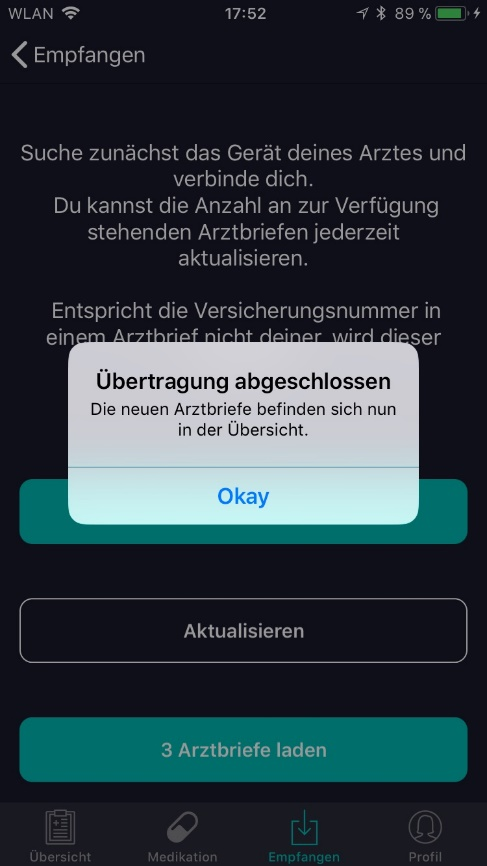 WLAN 17:52 89 %
Empfangen
Suche zunächst das Gerät deines Arztes und
verbinde dich.
Du kannst die Anzahl an zur Verfügung
stehenden Arztbriefen jederzeit
aktualisieren.
Entspricht die Versicherungsnummer in
einem Arztbrief nicht deiner, wird dieser
Übertragung abgeschlossen
Die neuen Arztbriefe befinden sich nun
in der Übersicht.
Okay
Aktualisieren
3 Arztbriefe laden
Übersicht Medikation Empfangen Profil